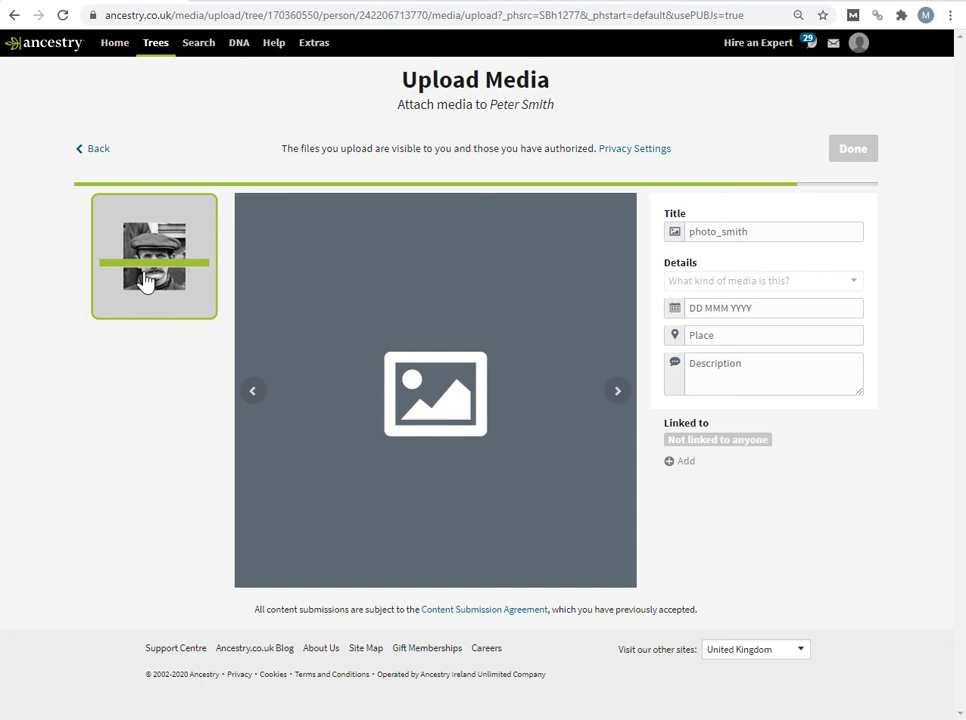 ancestry.co.uk/media/upload/tree/170360550/person/242206713770/media/upload?_phsrc=SBh1277&_phstart=default&usePUBJs=true
M
M
ancestry
Home
Trees
Search
DNA
Help
Extras
Hire an Expert
29
Upload Media
Attach media to Peter Smith
Back
The files you upload are visible to you and those you have authorized. Privacy Settings
Done
Title
photo_smith
Details
What kind of media is this?
DD MMM YYYY
Place
Description
Linked to
Not linked to anyone
Add
All content submissions are subject to the Content Submission Agreement, which you have previously accepted.
Support Centre
Ancestry.co.uk Blog
About Us
Site Map
Gift Memberships
Careers
Visit our other sites:
United Kingdom
© 2002-2020 Ancestry • Privacy • Cookies • Terms and Conditions • Operated by Ancestry Ireland Unlimited Company